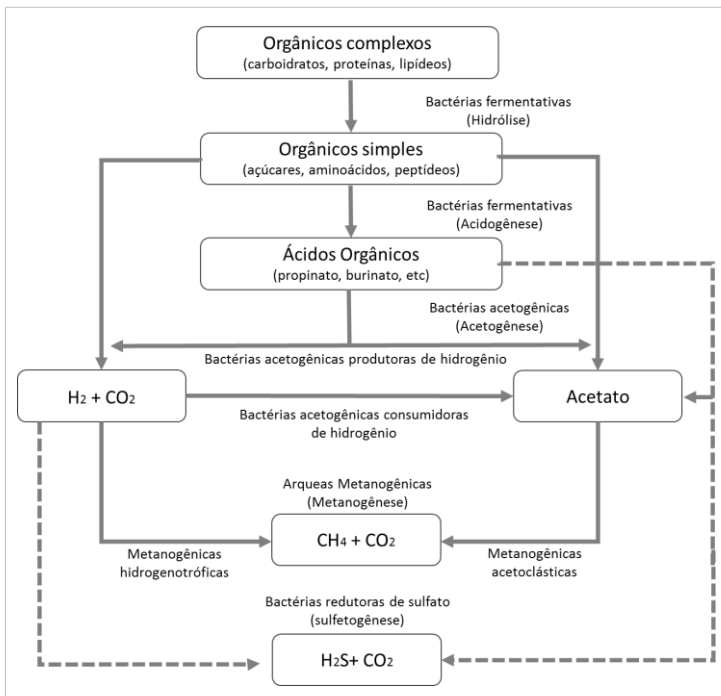 Orgânicos complexos
(carboidratos, proteínas, lipídeos)
Bactérias fermentativas
(Hidrólise)
Orgânicos simples
(açúcares, aminoácidos, peptídeos)
Bactérias fermentativas
(Acidogênese)
Ácidos Orgânicos
(propinato, burinato, etc)
Bactérias acetogênicas
(Acetogênese)
Bactérias acetogênicas produtoras de hidrogênio
H2 + CO2
Acetato
Bactérias acetogênicas consumidoras
de hidrogênio
Arqueas Metanogênicas
(Metanogênese)
CH4 + CO2
Metanogênicas
hidrogenotróficas
Metanogênicas
acetoclásticas
Bactérias redutoras de sulfato
(sulfetogênese)
H2S+ CO2